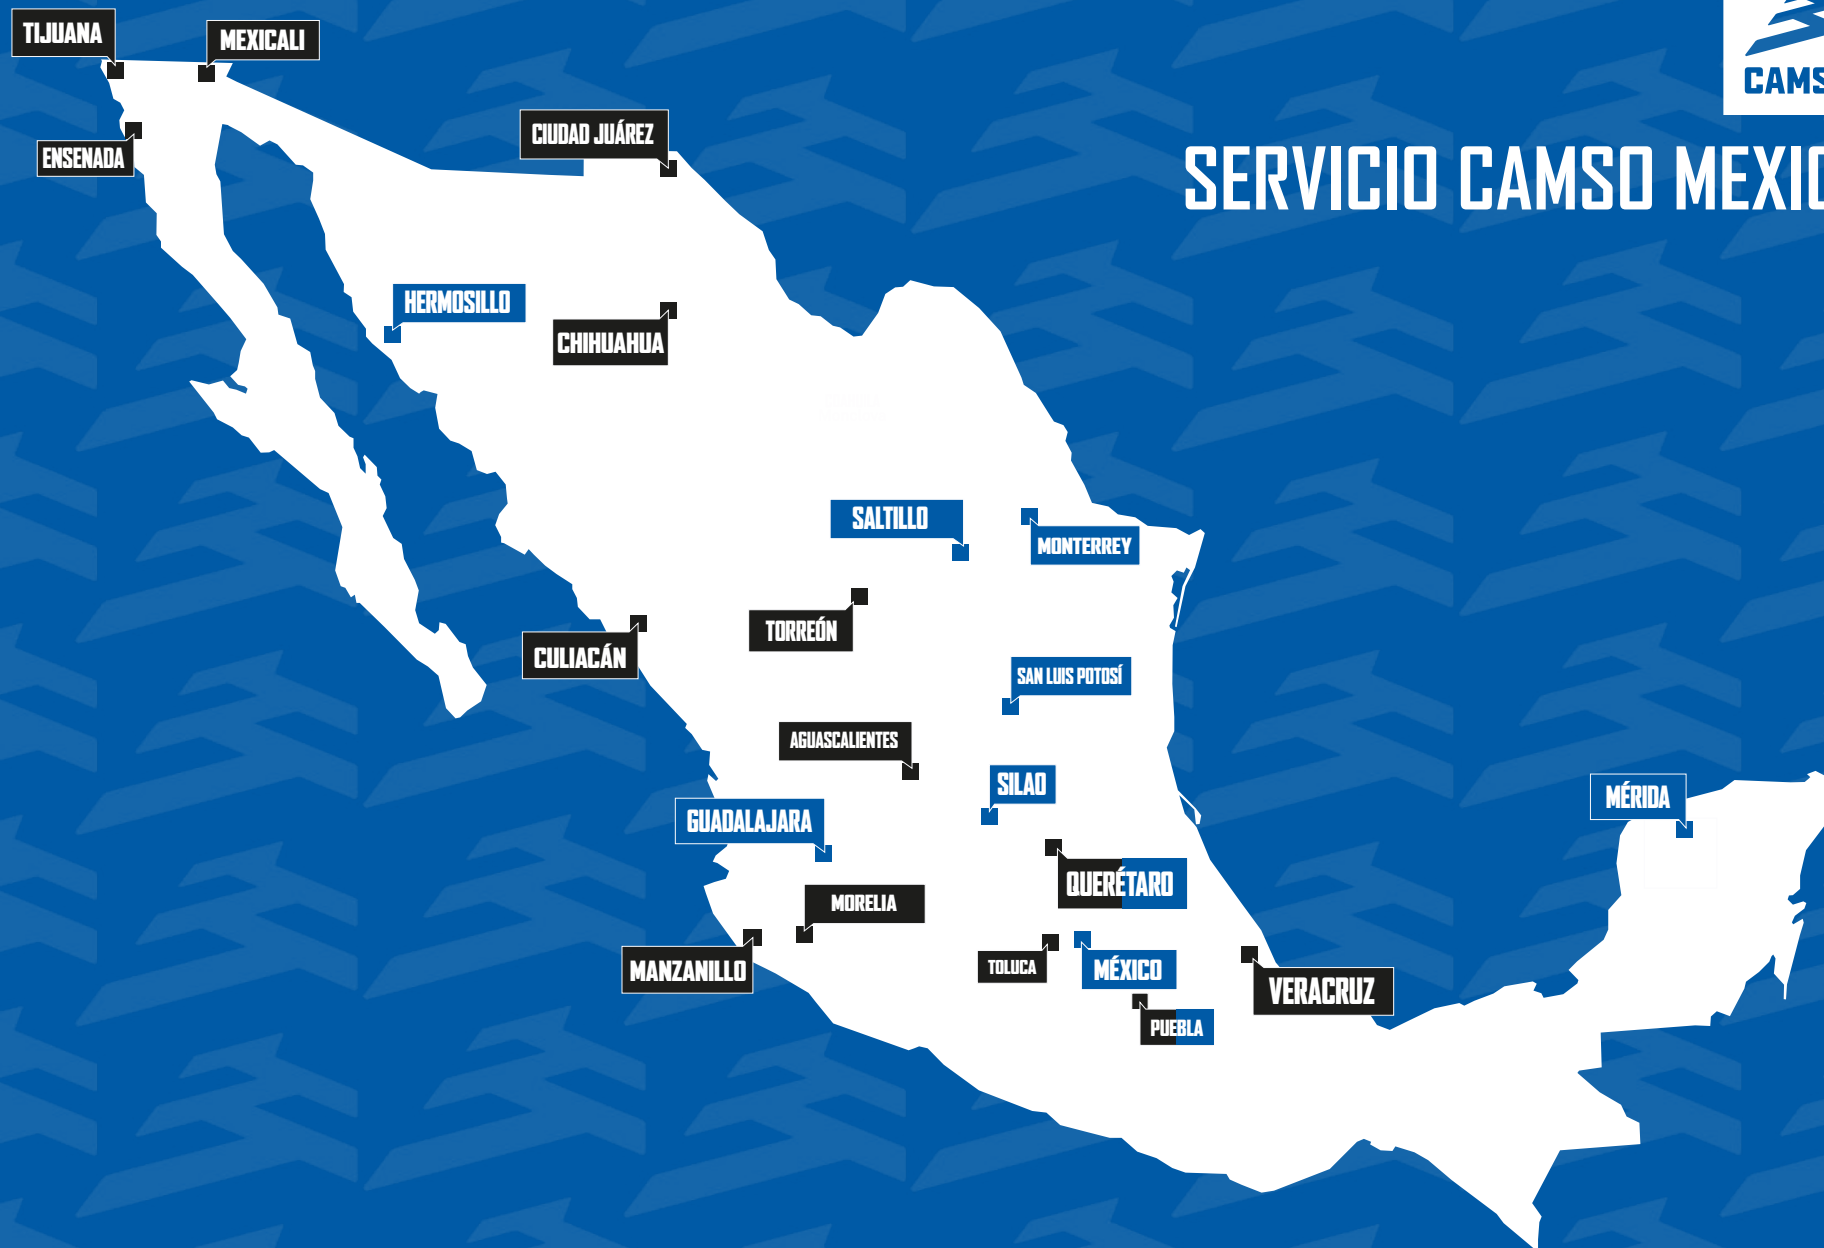 TIJUANA
MEXICALI
CAMS
CIUDAD JUÁREZ
ENSENADA
SERVICIO CAMSO MEXIC
HERMOSILLO
CHIHUAHUA
SALTILLO
MONTERREY
TORREÓN
CULIACÁN
SAN LUIS POTOSÍ
AGUASCALIENTES
SILAO
MÉRIDA
GUADALAJARA
QUERÉTARO
MORELIA
MANZANILLO
TOLUCA
MÉXICO
VERACRUZ
PUEBLA